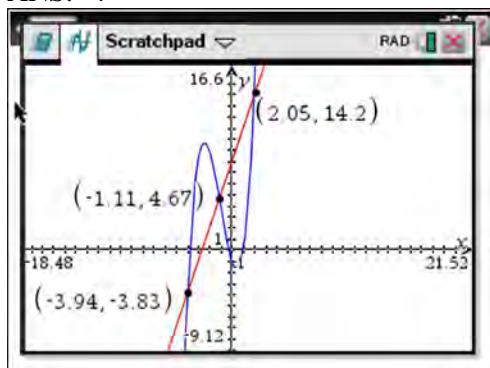 Scratchpad RAD
16.6 y
(2.05, 14.2)
(-1.11, 4.67)
1 x
-18.48 1 21.52
(-3.94, -3.83)
-9.12